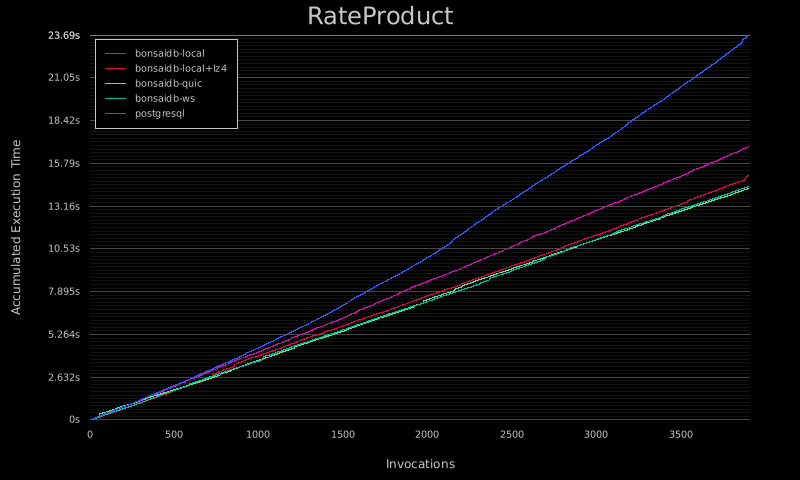 RateProduct
23.69s
21.05s
18.42s
15.79s
13.16s
10.53s
7.895s
5.264s
2.632s
0s
bonsaidb-local
bonsaidb-local+lz4
bonsaidb-quic
bonsaidb-ws
postgresql
Accumulated Execution Time
0 500 1000 1500 2000 2500 3000 3500
Invocations